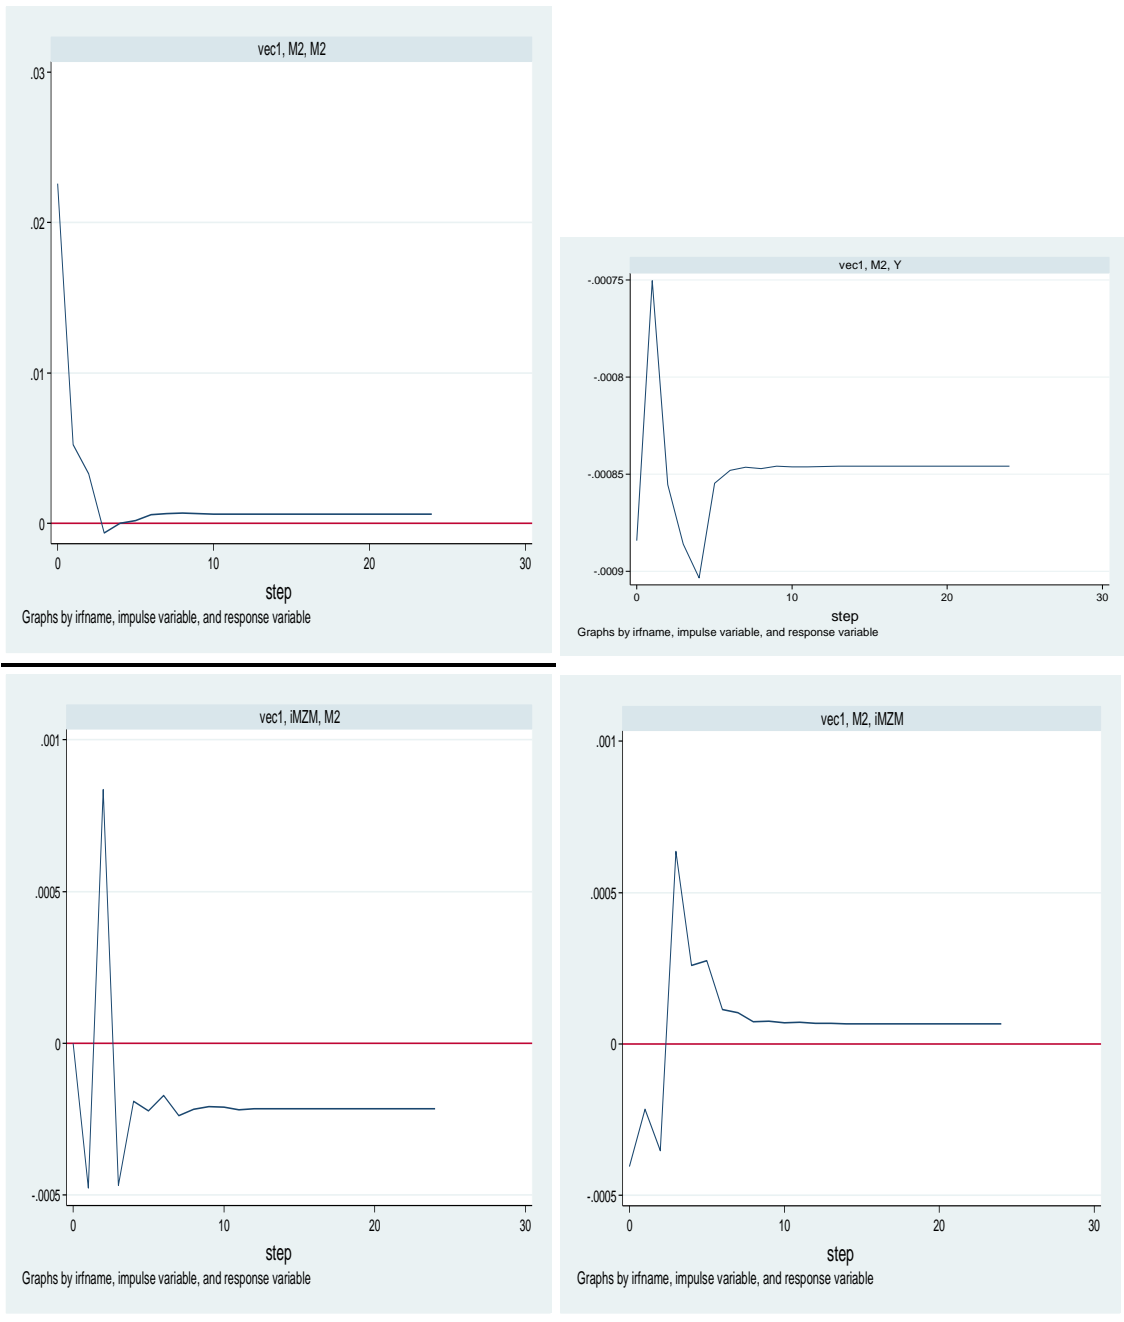 vec1, M2, M2
.03
.02
.01
0
0 10 20 30
step
Graphs by irfname, impulse variable, and response variable
vec1, M2, Y
-.00075
-.0008
-.00085
-.0009
0 10 20 30
step
Graphs by irfname, impulse variable, and response variable
vec1, iMZM, M2
.001
.0005
0
-.0005
0 10 20 30
step
Graphs by irfname, impulse variable, and response variable
vec1, M2, iMZM
.001
.0005
0
-.0005
0 10 20 30
step
Graphs by irfname, impulse variable, and response variable